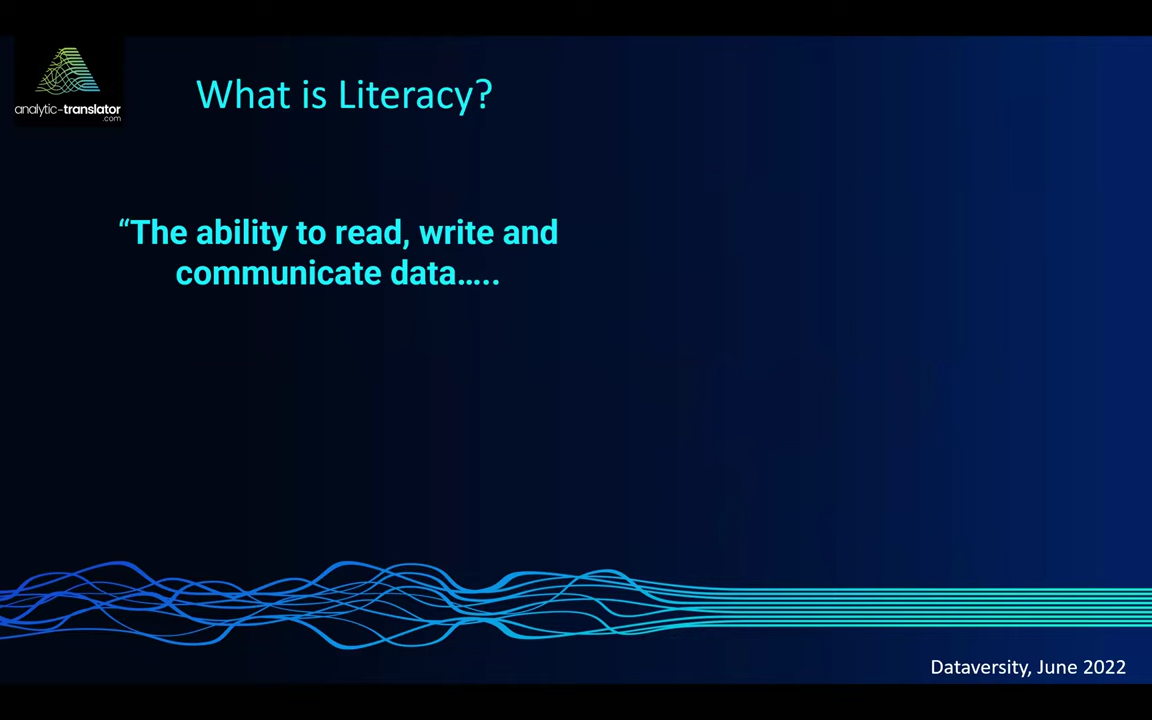 analytic-translator
.com
What is Literacy?
“The ability to read, write and
communicate data…..
Dataversity, June 2022